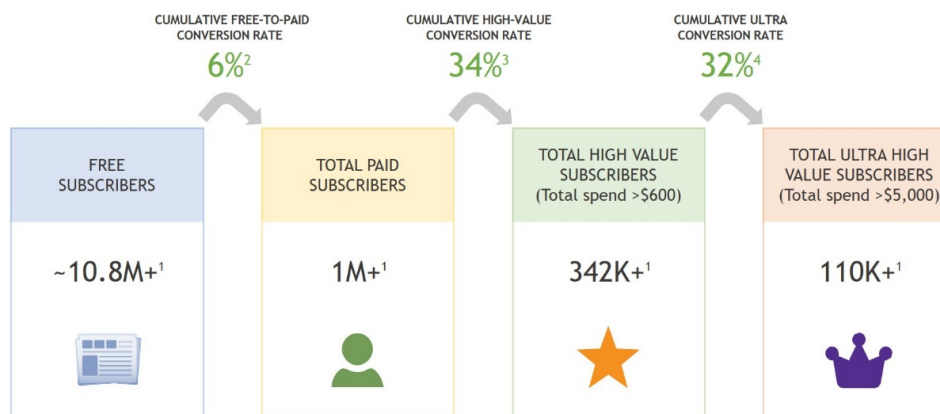 CUMULATIVE FREE-TO-PAID
CONVERSION RATE
6%²
CUMULATIVE HIGH-VALUE
CONVERSION RATE
34%³
CUMULATIVE ULTRA
CONVERSION RATE
32%⁴
FREE
SUBSCRIBERS
~10.8M+¹
TOTAL PAID
SUBSCRIBERS
1M+¹
TOTAL HIGH VALUE
SUBSCRIBERS
(Total spend >$600)
342K+¹
TOTAL ULTRA HIGH
VALUE SUBSCRIBERS
(Total spend >$5,000)
110K+¹